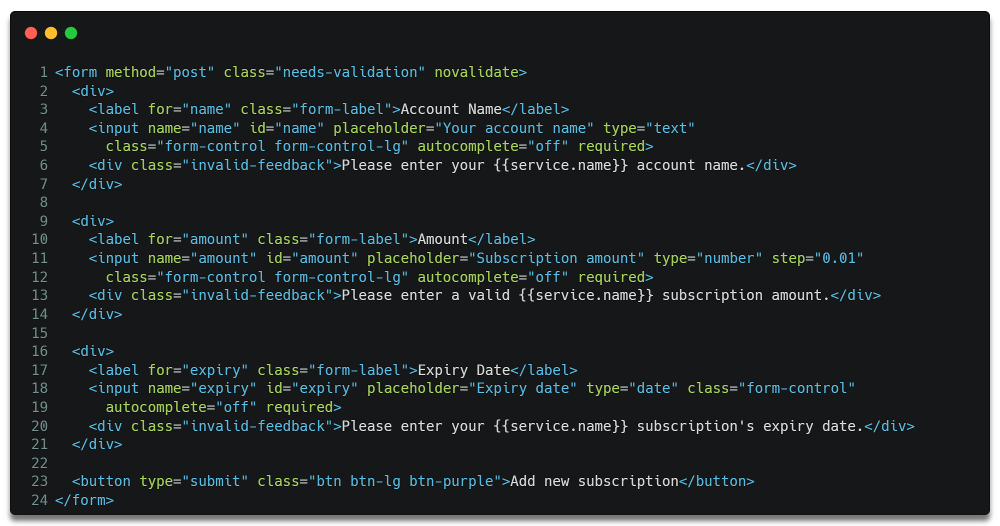 1 <form method="post" class="needs-validation" novalidate>
2   <div>
3     <label for="name" class="form-label">Account Name</label>
4     <input name="name" id="name" placeholder="Your account name" type="text"
5       class="form-control form-control-lg" autocomplete="off" required>
6     <div class="invalid-feedback">Please enter your {{service.name}} account name.</div>
7   </div>
8
9   <div>
10     <label for="amount" class="form-label">Amount</label>
11     <input name="amount" id="amount" placeholder="Subscription amount" type="number" step="0.01"
12       class="form-control form-control-lg" autocomplete="off" required>
13     <div class="invalid-feedback">Please enter a valid {{service.name}} subscription amount.</div>
14   </div>
15
16   <div>
17     <label for="expiry" class="form-label">Expiry Date</label>
18     <input name="expiry" id="expiry" placeholder="Expiry date" type="date" class="form-control"
19       autocomplete="off" required>
20     <div class="invalid-feedback">Please enter your {{service.name}} subscription's expiry date.</div>
21   </div>
22
23   <button type="submit" class="btn btn-lg btn-purple">Add new subscription</button>
24 </form>